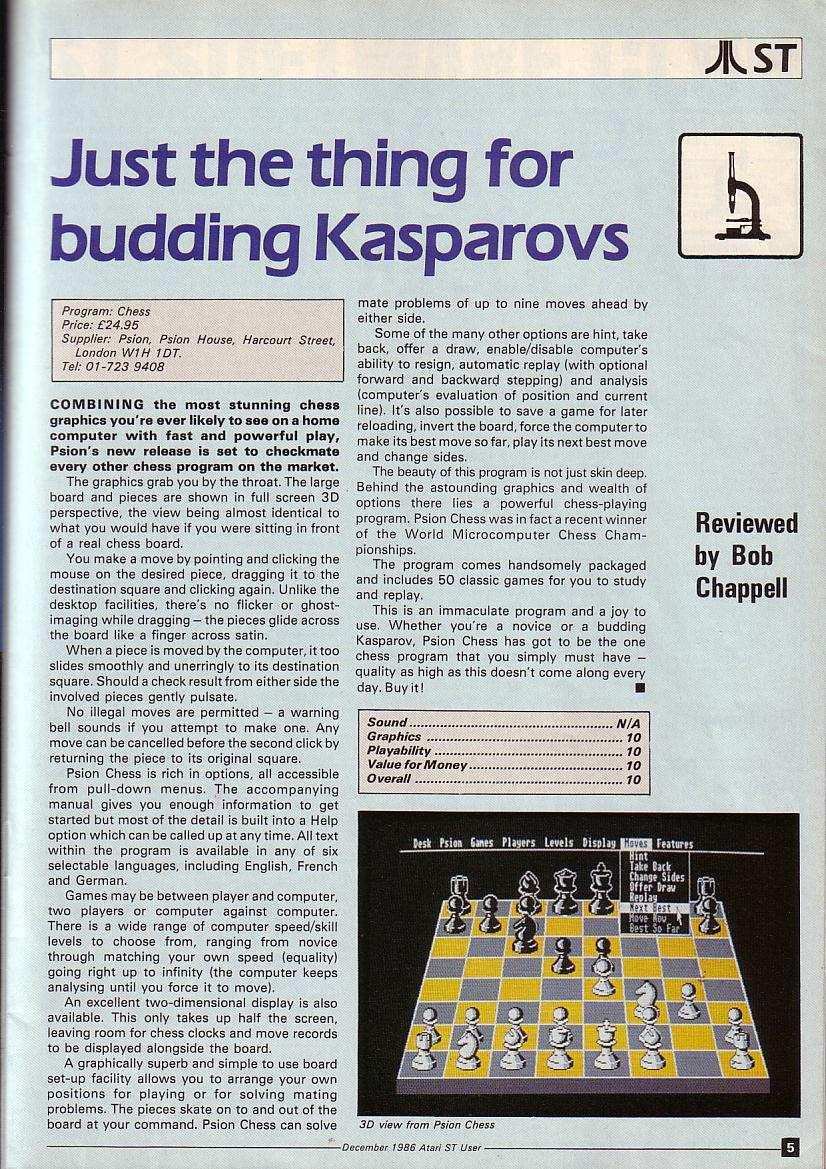 ST
Just the thing for
budding Kasparovs
Program: Chess
Price: £24.95
Supplier: Psion, Psion House, Harcourt Street,
London W1H 1DT.
Tel: 01-723 9408
COMBINING the most stunning chess
graphics you're ever likely to see on a home
computer with fast and powerful play,
Psion's new release is set to checkmate
every other chess program on the market.
The graphics grab you by the throat. The large
board and pieces are shown in full screen 3D
perspective, the view being almost identical to
what you would have if you were sitting in front
of a real chess board.
You make a move by pointing and clicking the
mouse on the desired piece, dragging it to the
destination square and clicking again. Unlike the
desktop facilities, there's no flicker or ghost-
imaging while dragging – the pieces glide across
the board like a finger across satin.
When a piece is moved by the computer, it too
slides smoothly and unerringly to its destination
square. Should a check result from either side the
involved pieces gently pulsate.
No illegal moves are permitted – a warning
bell sounds if you attempt to make one. Any
move can be cancelled before the second click by
returning the piece to its original square.
Psion Chess is rich in options, all accessible
from pull-down menus. The accompanying
manual gives you enough information to get
started but most of the detail is built into a Help
option which can be called up at any time. All text
within the program is available in any of six
selectable languages, including English, French
and German.
Games may be between player and computer,
two players or computer against computer.
There is a wide range of computer speed/skill
levels to choose from, ranging from novice
through matching your own speed (equality)
going right up to infinity (the computer keeps
analysing until you force it to move).
An excellent two-dimensional display is also
available. This only takes up half the screen,
leaving room for chess clocks and move records
to be displayed alongside the board.
A graphically superb and simple to use board
set-up facility allows you to arrange your own
positions for playing or for solving mating
problems. The pieces skate on to and out of the
board at your command. Psion Chess can solve
mate problems of up to nine moves ahead by
either side.
Some of the many other options are hint, take
back, offer a draw, enable/disable computer's
ability to resign, automatic replay (with optional
forward and backward stepping) and analysis
(computer's evaluation of position and current
line). It's also possible to save a game for later
reloading, invert the board, force the computer to
make its best move so far, play its next best move
and change sides.
The beauty of this program is not just skin deep.
Behind the astounding graphics and wealth of
options there lies a powerful chess-playing
program. Psion Chess was in fact a recent winner
of the World Microcomputer Chess Cham-
pionships.
The program comes handsomely packaged
and includes 50 classic games for you to study
and replay.
This is an immaculate program and a joy to
use. Whether you're a novice or a budding
Kasparov, Psion Chess has got to be the one
chess program that you simply must have –
quality as high as this doesn't come along every
day. Buy it!
Sound ........ N/A
Graphics ........ 10
Playability ........ 10
Value for Money ........ 10
Overall ........ 10
Reviewed
by Bob
Chappell
Desk Psion Games Players Levels Display Moves Features
Hint
Take Back
Change Sides
Offer Draw
Replay
Next Best
Move Now
Best So Far
3D view from Psion Chess
December 1986 Atari ST User
5